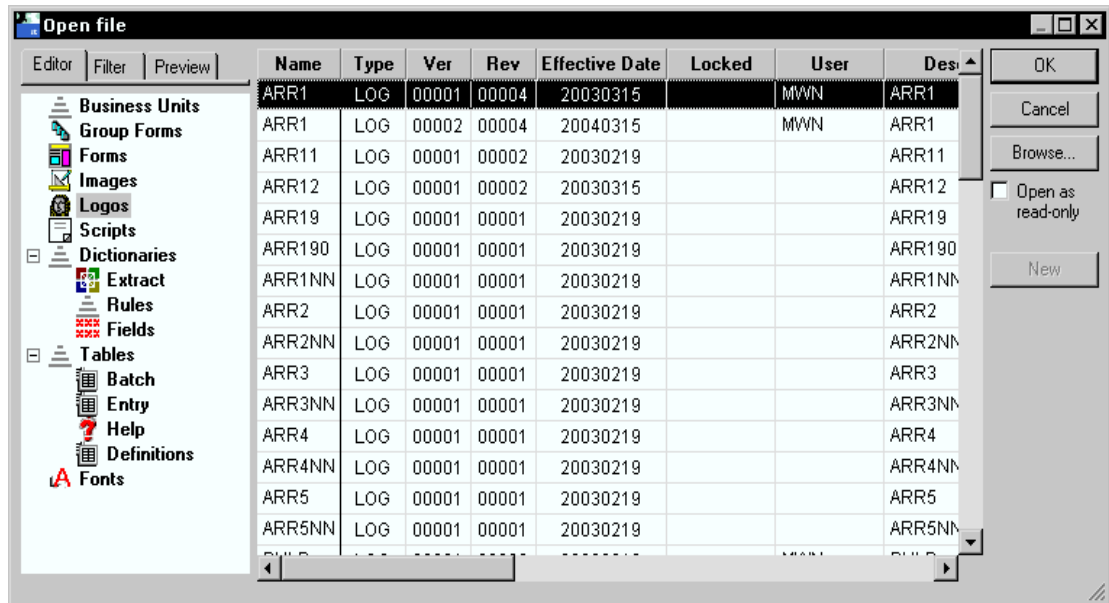 Open file
Editor Filter Preview
Business Units
Group Forms
Forms
Images
Logos
Scripts
Dictionaries
Extract
Rules
Fields
Tables
Batch
Entry
Help
Definitions
Fonts
Name Type Ver Rev Effective Date Locked User Des
ARR1 LOG 00001 00004 20030315 MWN ARR1
ARR1 LOG 00002 00004 20040315 MWN ARR1
ARR11 LOG 00001 00002 20030219 ARR11
ARR12 LOG 00001 00002 20030315 ARR12
ARR19 LOG 00001 00001 20030219 ARR19
ARR190 LOG 00001 00001 20030219 ARR190
ARR1NN LOG 00001 00001 20030219 ARR1NN
ARR2 LOG 00001 00001 20030219 ARR2
ARR2NN LOG 00001 00001 20030219 ARR2NN
ARR3 LOG 00001 00001 20030219 ARR3
ARR3NN LOG 00001 00001 20030219 ARR3NN
ARR4 LOG 00001 00001 20030219 ARR4
ARR4NN LOG 00001 00001 20030219 ARR4NN
ARR5 LOG 00001 00001 20030219 ARR5
ARR5NN LOG 00001 00001 20030219 ARR5NN
OK
Cancel
Browse...
Open as
read-only
New